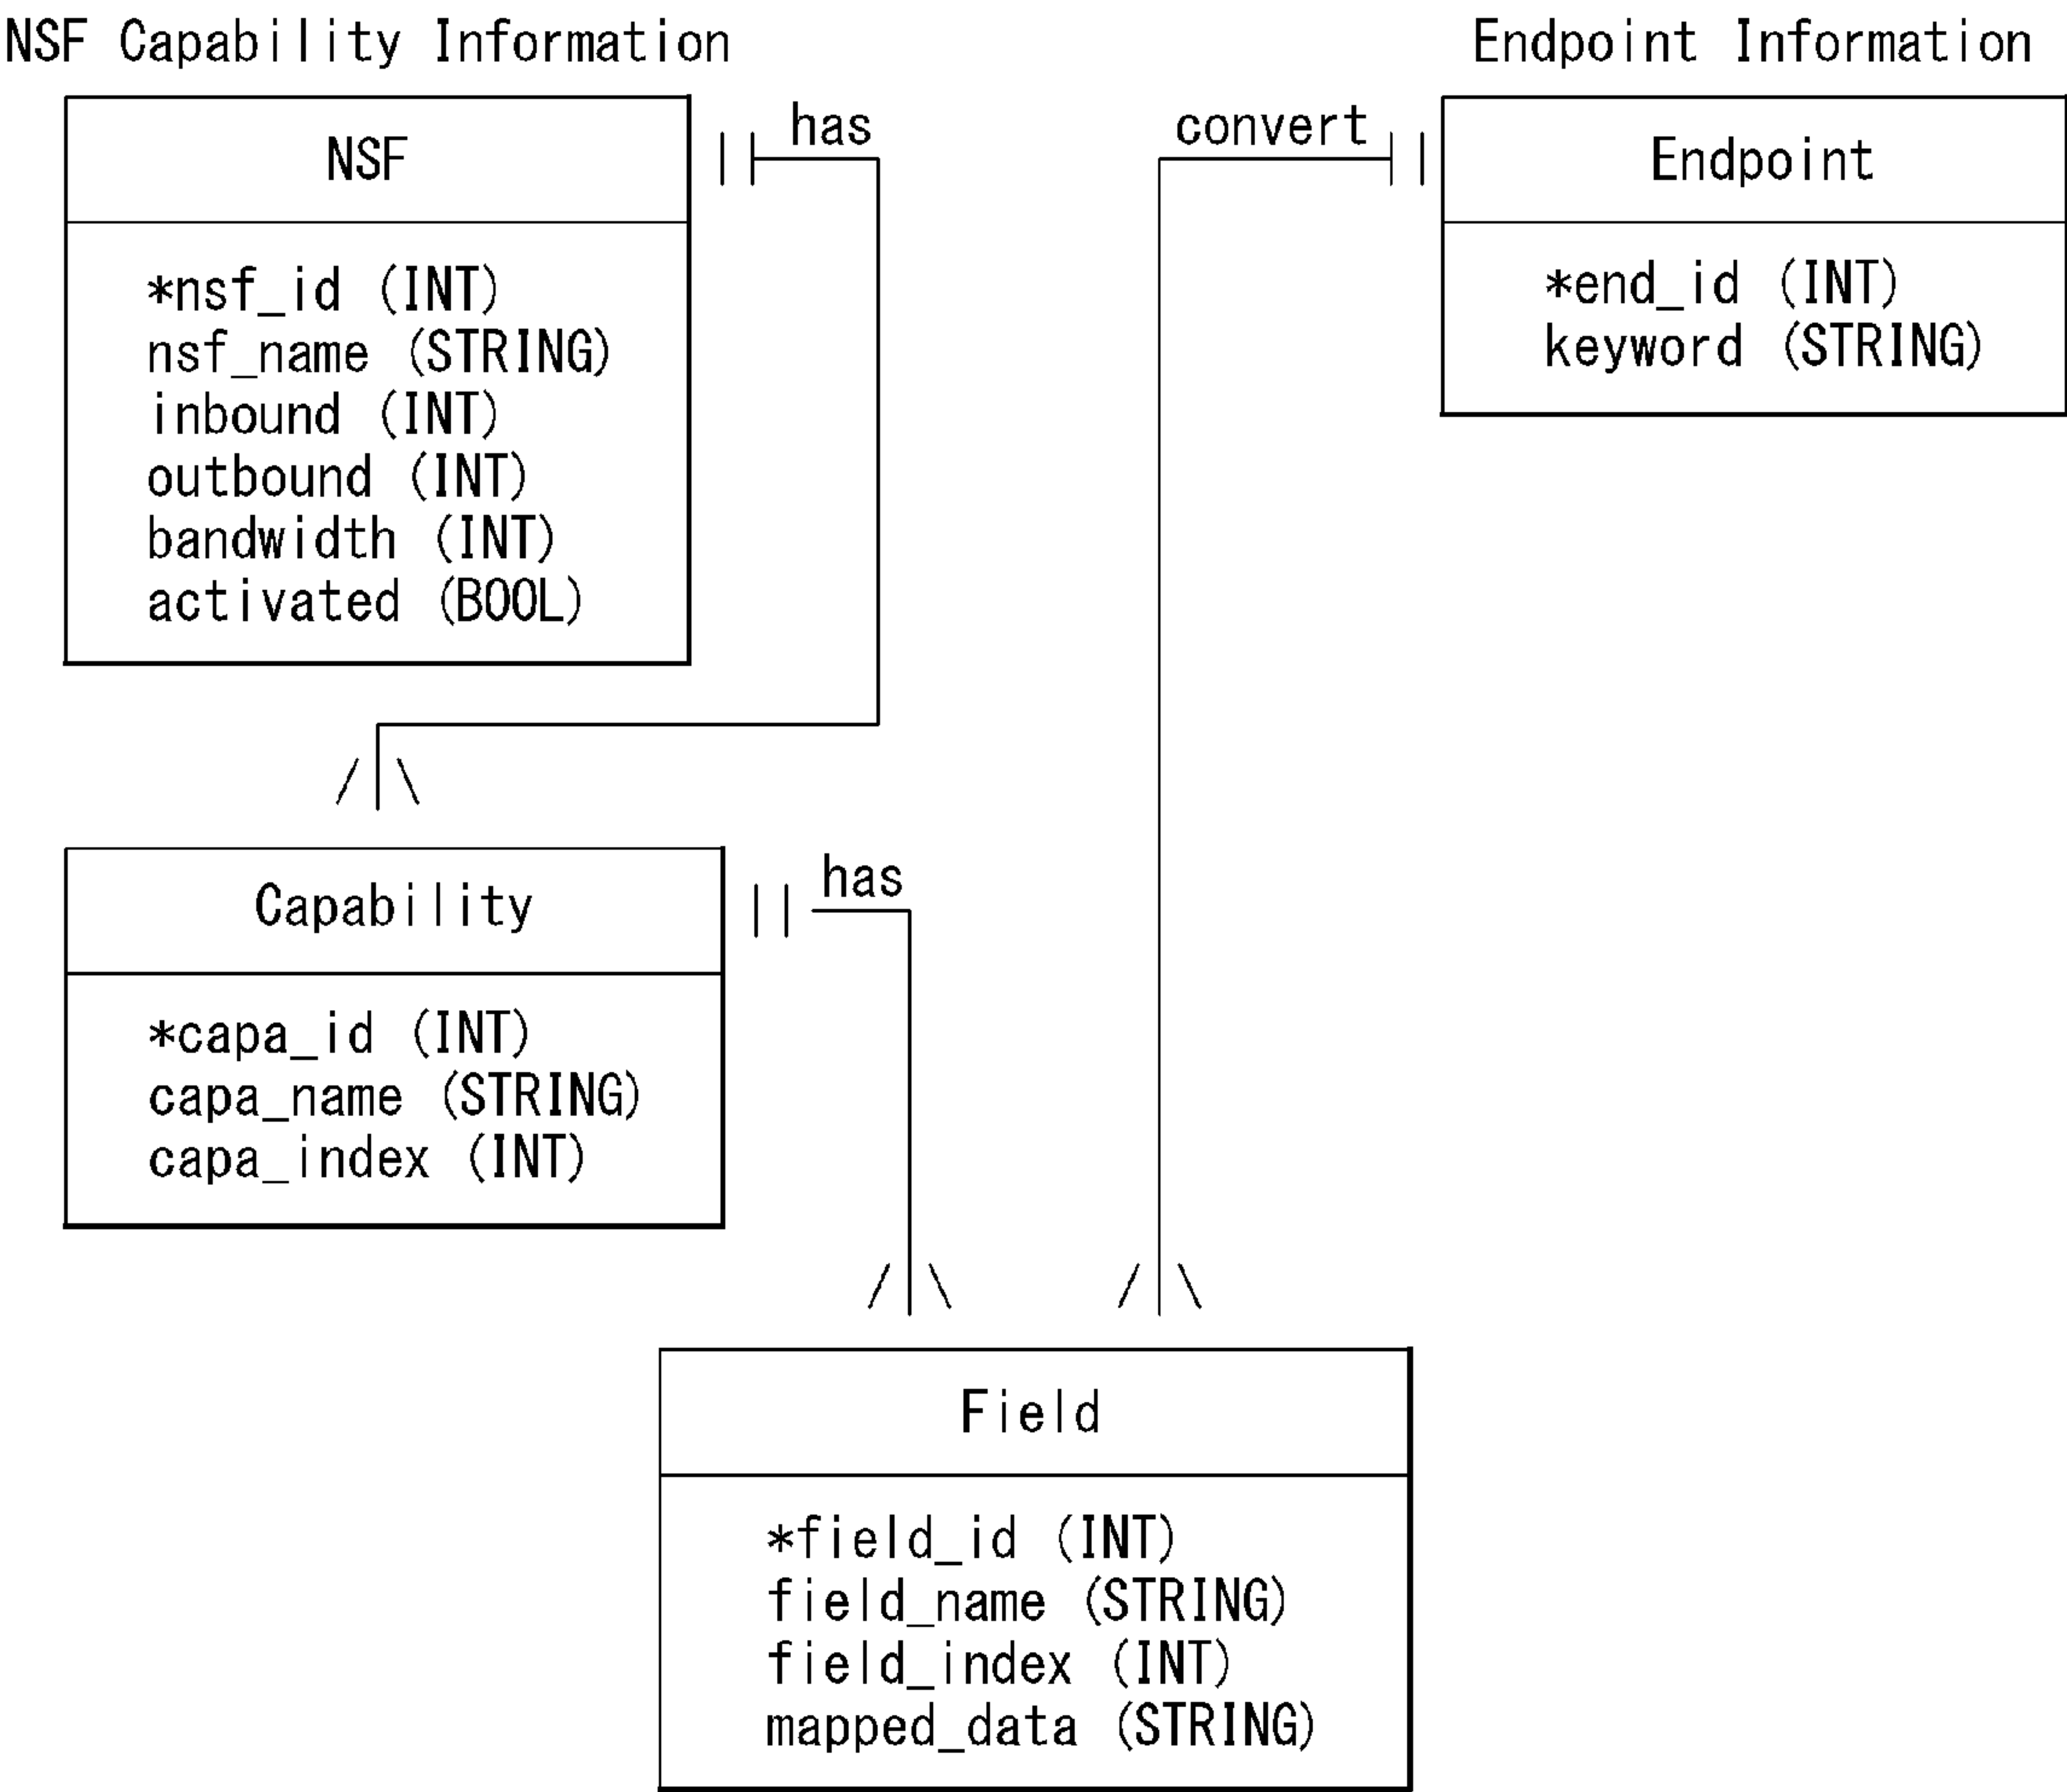 NSF Capability Information
Endpoint Information
NSF
has
convert
Endpoint
*nsf_id (INT)
nsf_name (STRING)
inbound (INT)
outbound (INT)
bandwidth (INT)
activated (BOOL)
*end_id (INT)
keyword (STRING)
Capability
has
*capa_id (INT)
capa_name (STRING)
capa_index (INT)
Field
*field_id (INT)
field_name (STRING)
field_index (INT)
mapped_data (STRING)